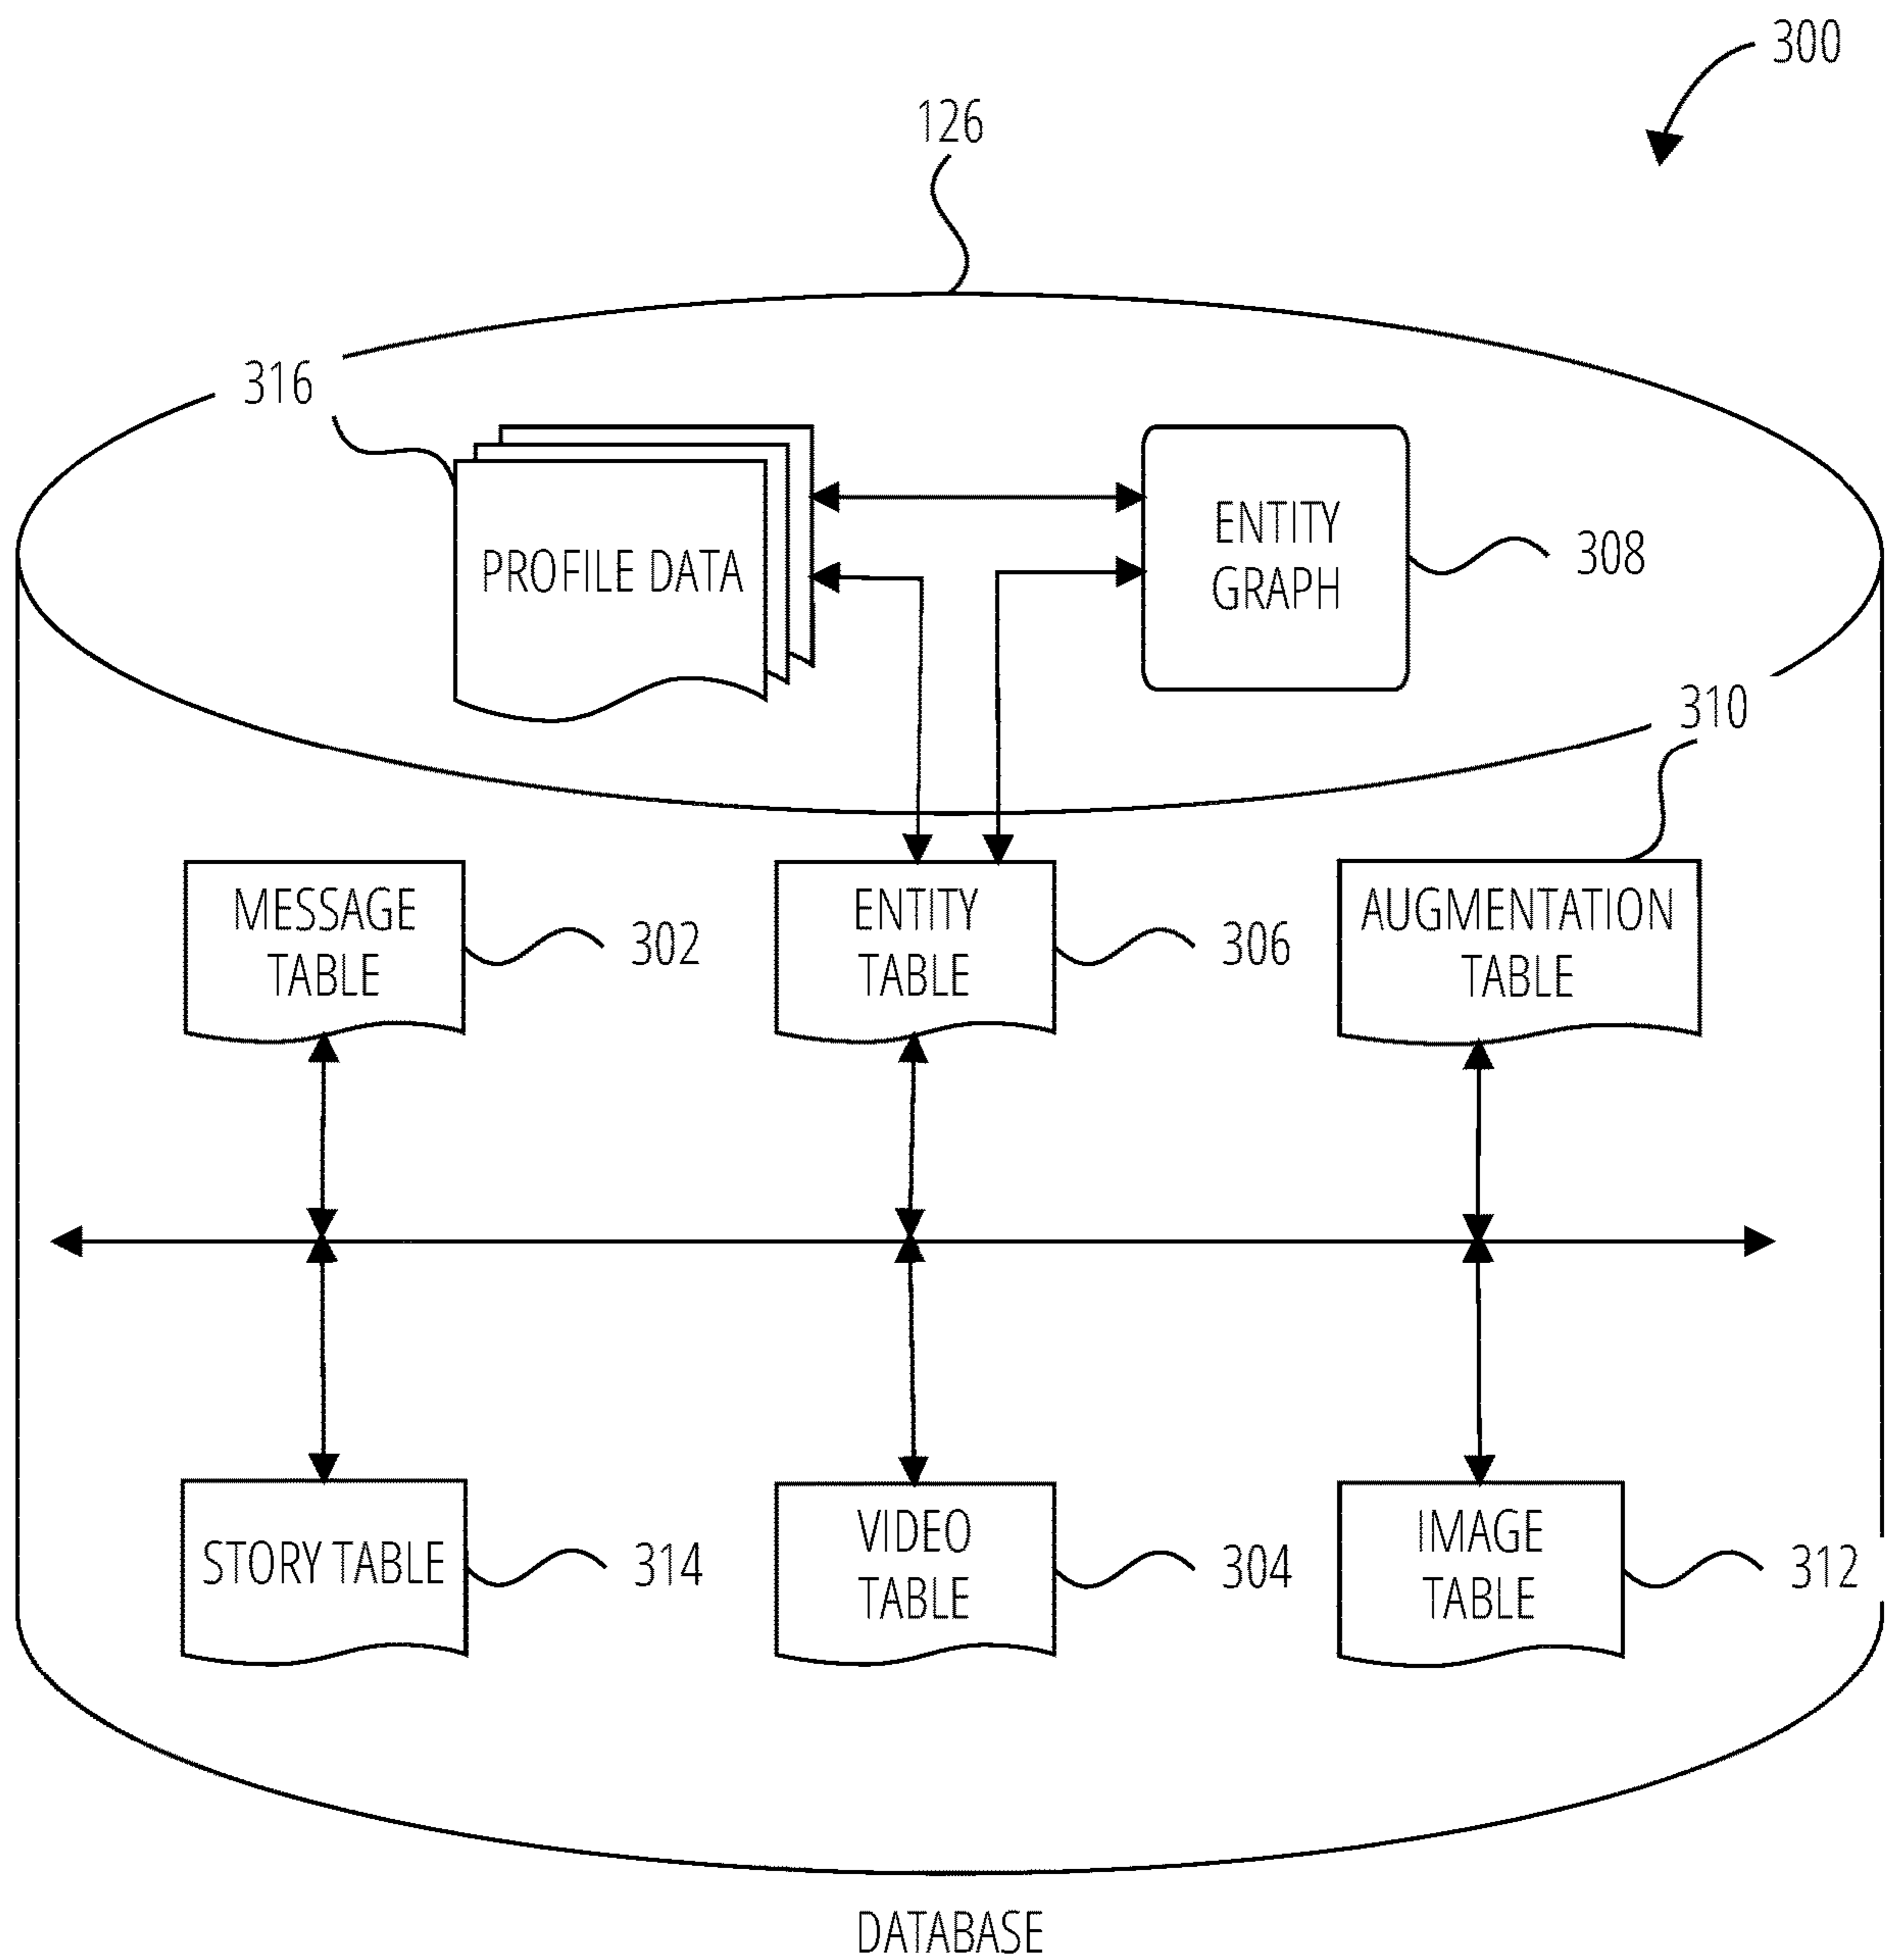 300
126
316
PROFILE DATA
ENTITY
GRAPH
308
310
MESSAGE
TABLE
302
ENTITY
TABLE
306
AUGMENTATION
TABLE
STORY TABLE
314
VIDEO
TABLE
304
IMAGE
TABLE
312
DATABASE